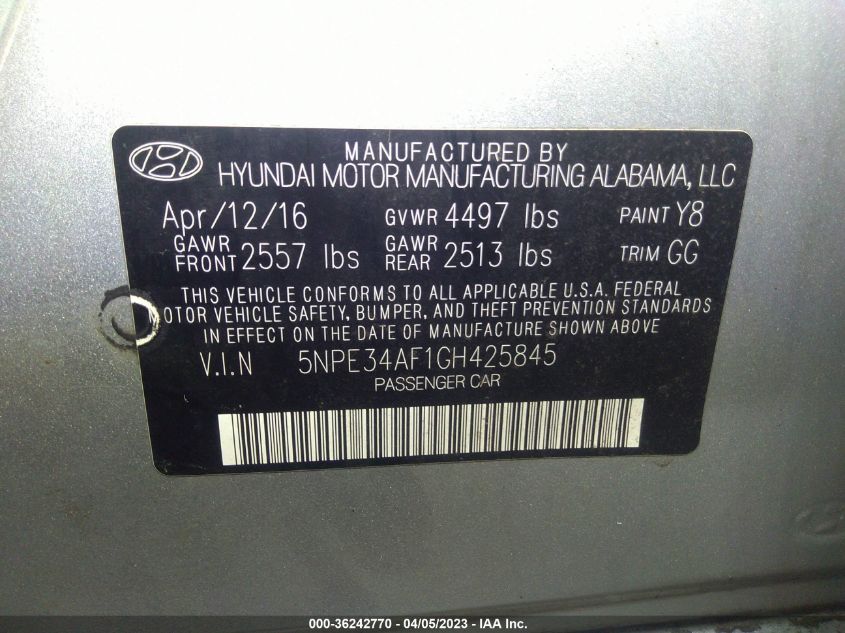 MANUFACTURED BY
HYUNDAI MOTOR MANUFACTURING ALABAMA, LLC
Apr/12/16 GVWR 4497 lbs PAINT Y8
GAWR FRONT 2557 lbs GAWR REAR 2513 lbs TRIM GG
THIS VEHICLE CONFORMS TO ALL APPLICABLE U.S.A. FEDERAL
MOTOR VEHICLE SAFETY, BUMPER, AND THEFT PREVENTION STANDARDS
IN EFFECT ON THE DATE OF MANUFACTURE SHOWN ABOVE
V.I.N 5NPE34AF1GH425845
PASSENGER CAR
000-36242770 - 04/05/2023 - IAA Inc.